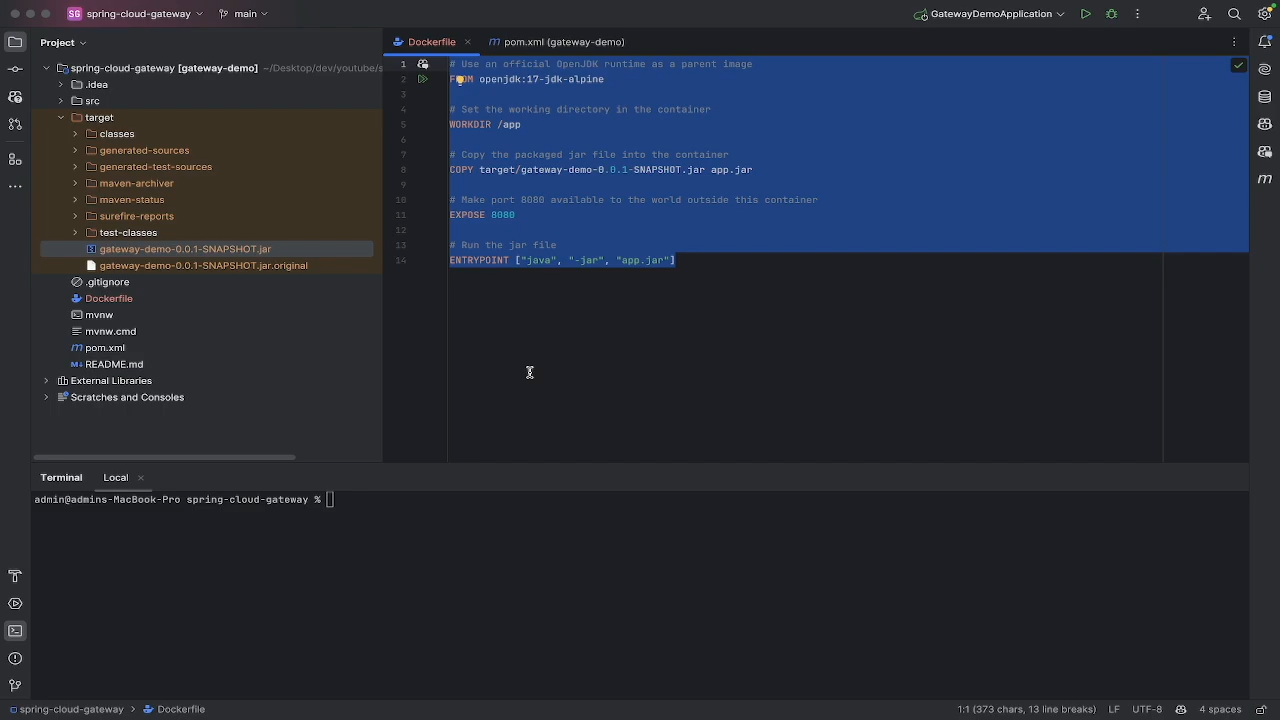 SG spring-cloud-gateway main GatewayDemoApplication
Project
Dockerfile
pom.xml (gateway-demo)
spring-cloud-gateway [gateway-demo] ~/Desktop/dev/youtube/s
.idea
src
target
classes
generated-sources
generated-test-sources
maven-archiver
maven-status
surefire-reports
test-classes
gateway-demo-0.0.1-SNAPSHOT.jar
gateway-demo-0.0.1-SNAPSHOT.jar.original
.gitignore
Dockerfile
mvnw
mvnw.cmd
pom.xml
README.md
External Libraries
Scratches and Consoles
1 # Use an official OpenJDK runtime as a parent image
2 FROM openjdk:17-jdk-alpine
3
4 # Set the working directory in the container
5 WORKDIR /app
6
7 # Copy the packaged jar file into the container
8 COPY target/gateway-demo-0.0.1-SNAPSHOT.jar app.jar
9
10 # Make port 8080 available to the world outside this container
11 EXPOSE 8080
12
13 # Run the jar file
14 ENTRYPOINT ["java", "-jar", "app.jar"]
Terminal Local
admin@admins-MacBook-Pro spring-cloud-gateway %
spring-cloud-gateway > Dockerfile 1:1 (373 chars, 13 line breaks) LF UTF-8 4 spaces